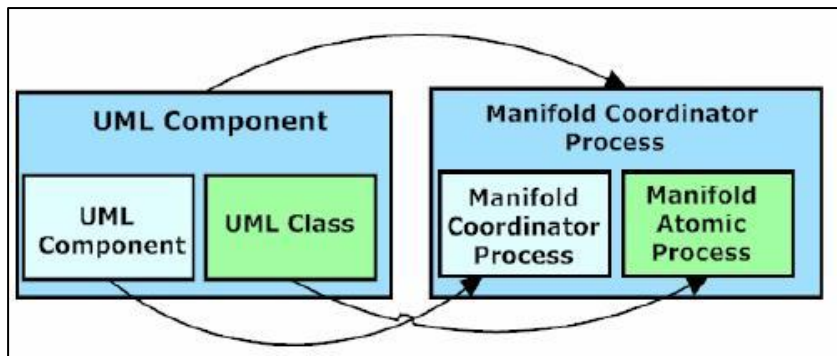 UML Component
UML
Component
UML Class
Manifold Coordinator
Process
Manifold
Coordinator
Process
Manifold
Atomic
Process